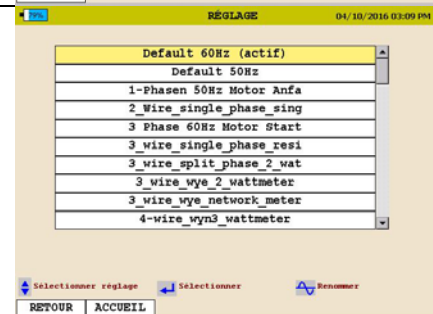 79% RÉGLAGE 04/10/2016 03:09 PM
Default 60Hz (actif)
Default 50Hz
1-Phasen 50Hz Motor Anfa
2_Wire_single_phase_sing
3 Phase 60Hz Motor Start
3_wire_single_phase_resi
3_wire_split_phase_2_wat
3_wire_wye_2_wattmeter
3_wire_wye_network_meter
4-wire_wyn3_wattmeter
Sélectionner réglage Sélectionner Renommer
RETOUR ACCUEIL